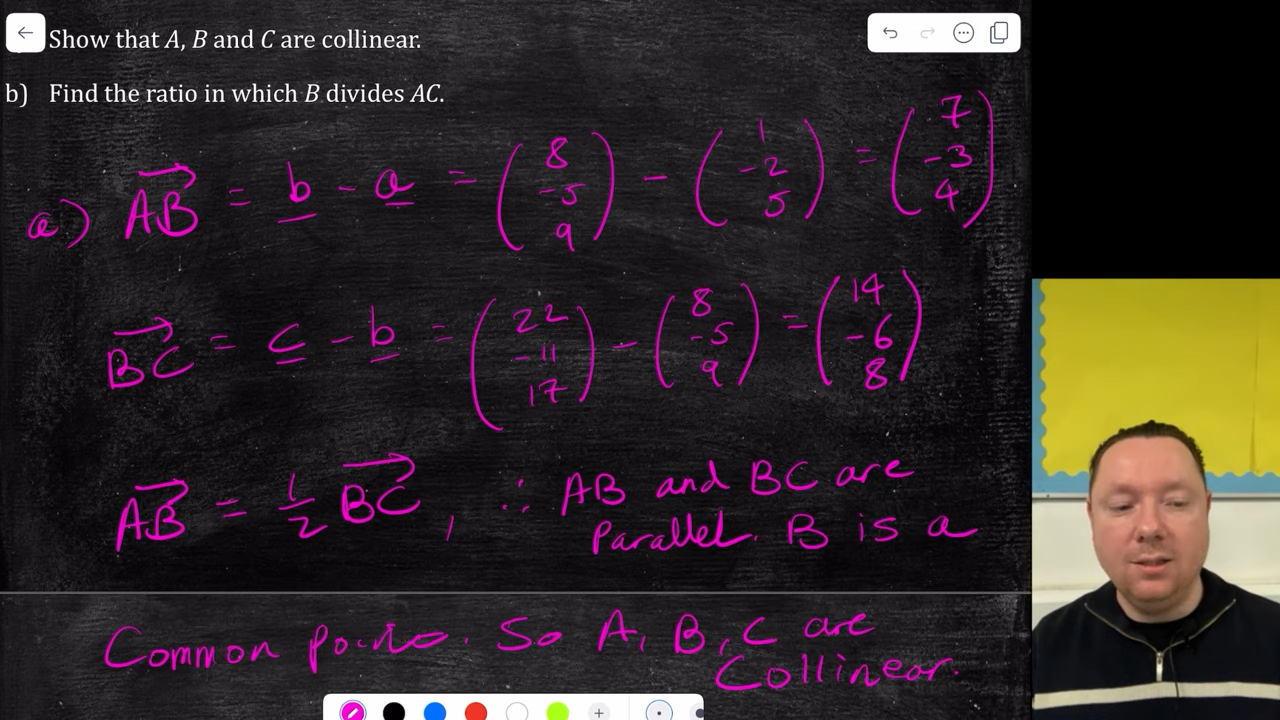 Show that A, B and C are collinear.
b) Find the ratio in which B divides AC.
a) AB = b - a = (8 -5 9) - (1 -2 5) = (7 -3 4)
BC = c - b = (22 -11 17) - (8 -5 9) = (14 -6 8)
AB = 1/2 BC, ∴ AB and BC are
parallel. B is a
Common point. So A, B, C are
Collinear.